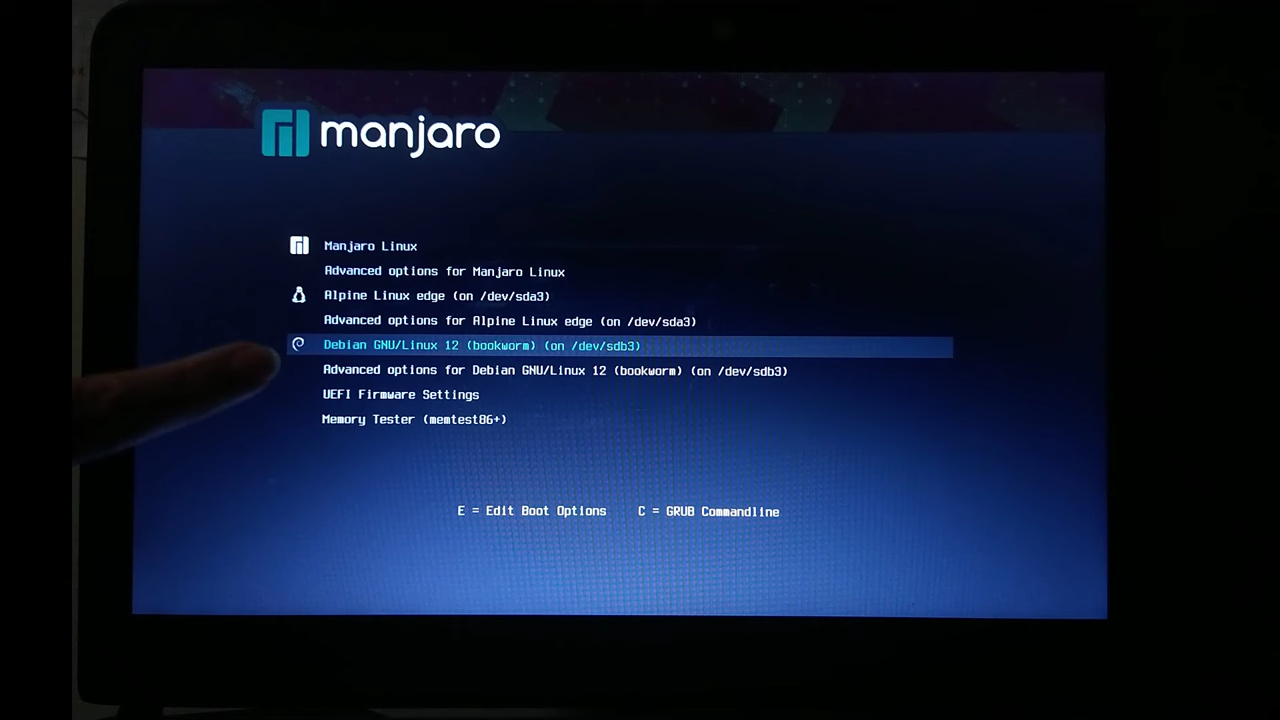 manjaro
Manjaro Linux
Advanced options for Manjaro Linux
Alpine Linux edge (on /dev/sda3)
Advanced options for Alpine Linux edge (on /dev/sda3)
Debian GNU/Linux 12 (bookworm) (on /dev/sdb3)
Advanced options for Debian GNU/Linux 12 (bookworm) (on /dev/sdb3)
UEFI Firmware Settings
Memory Tester (memtest86+)
E = Edit Boot Options C = GRUB Commandline